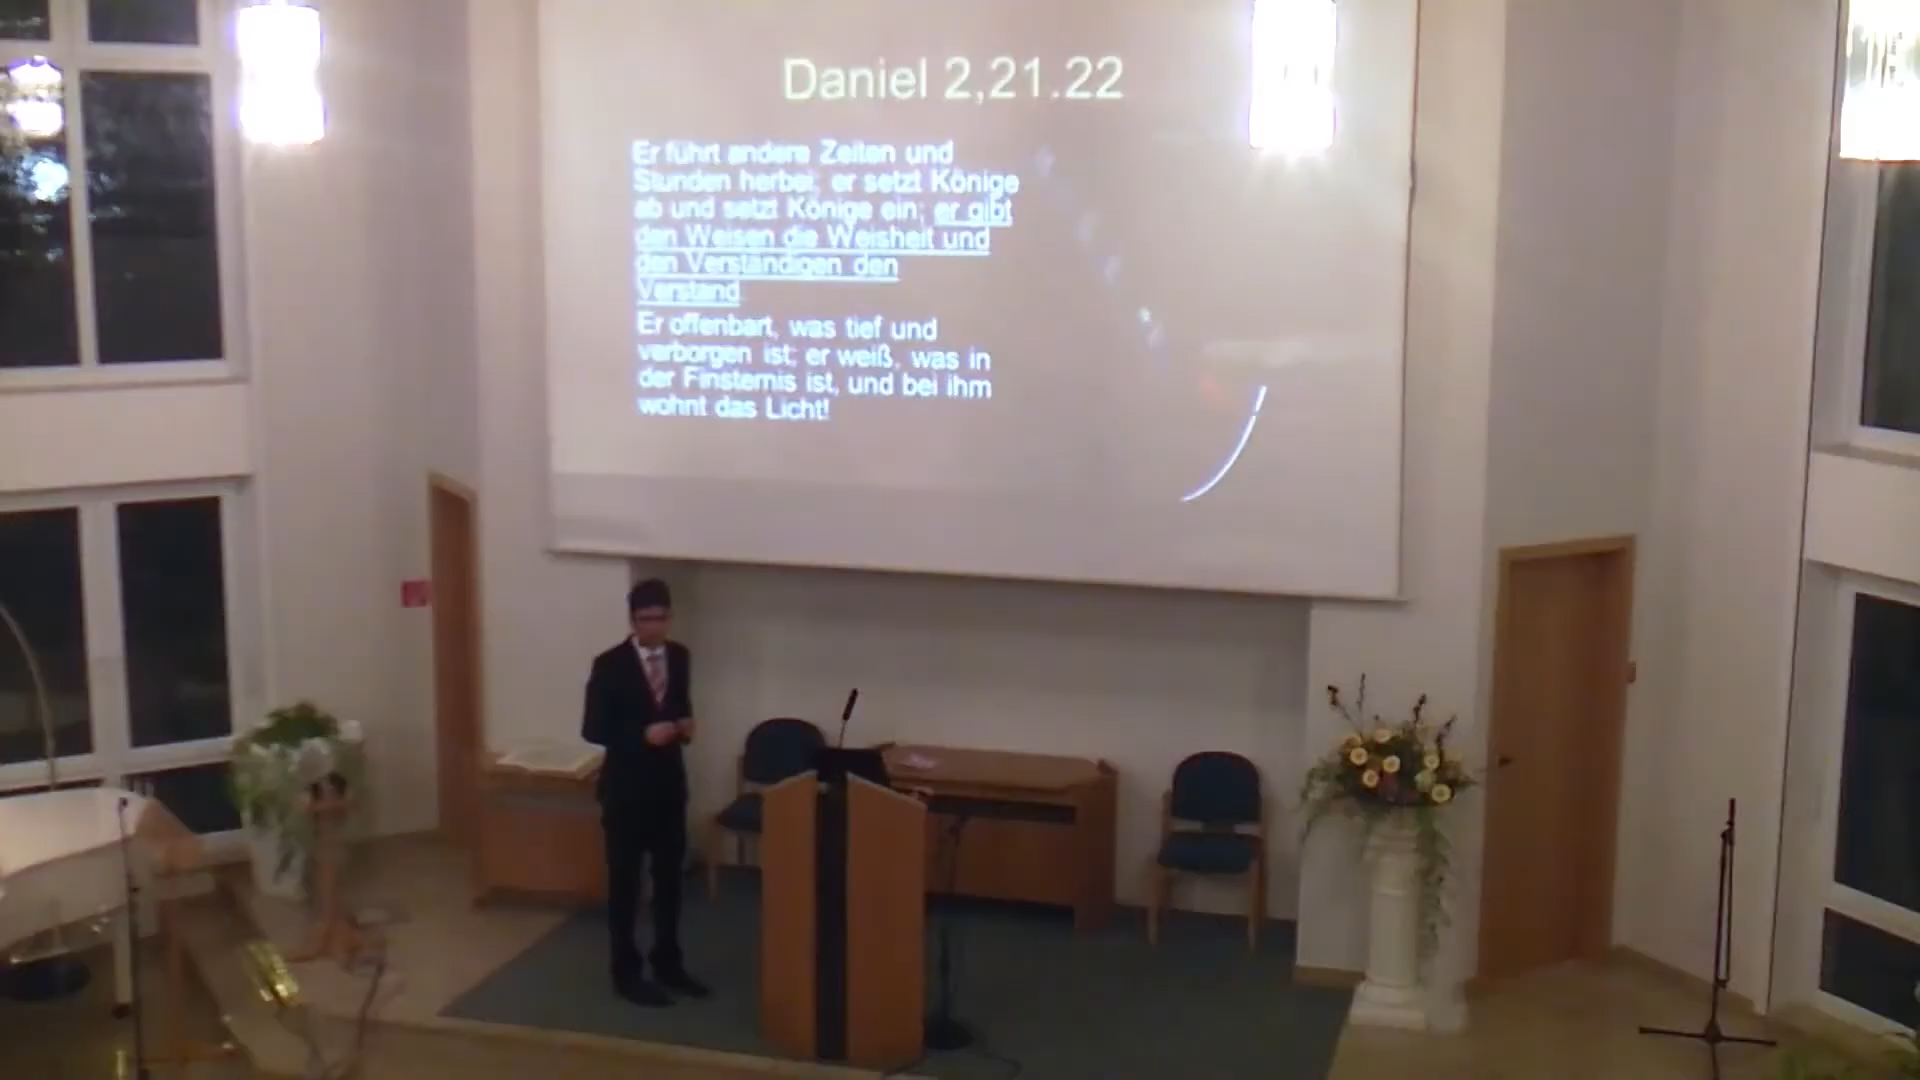 Daniel 2,21.22
Er führt andere Zeiten und
Stunden herbei; er setzt Könige
ab und setzt Könige ein; er gibt
den Weisen die Weisheit und
den Verständigen den
Verstand.
Er offenbart, was tief und
verborgen ist; er weiß, was in
der Finsternis ist, und bei ihm
wohnt das Licht!